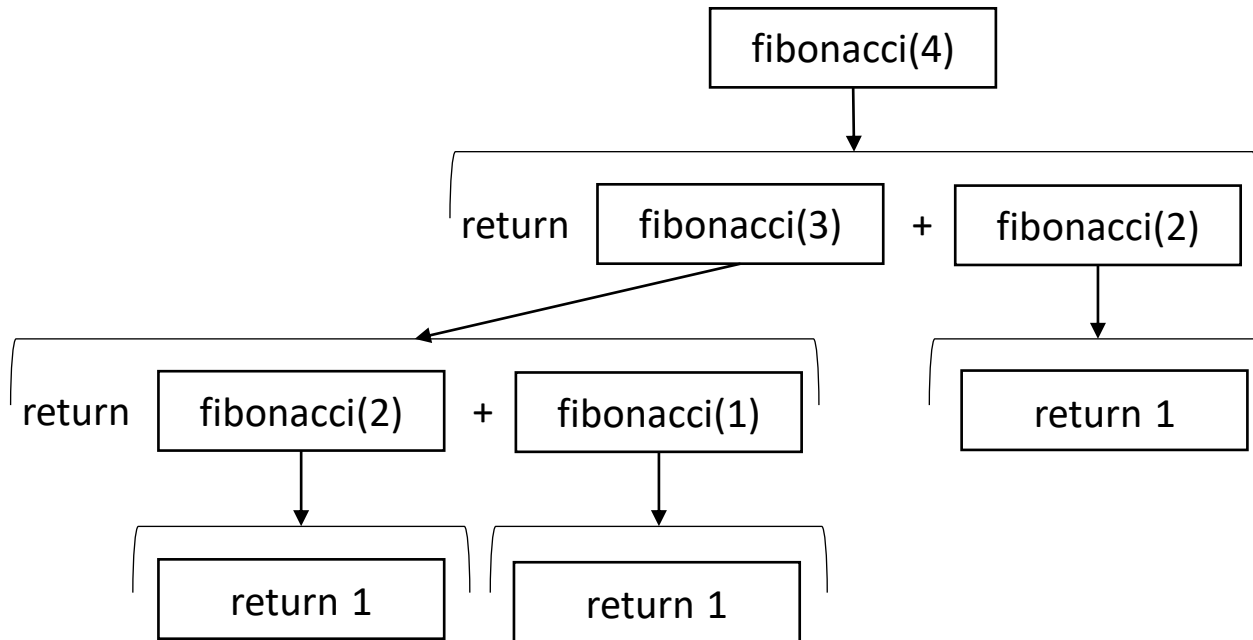 fibonacci(4)
return fibonacci(3) + fibonacci(2)
return fibonacci(2) + fibonacci(1) return 1
return 1 return 1